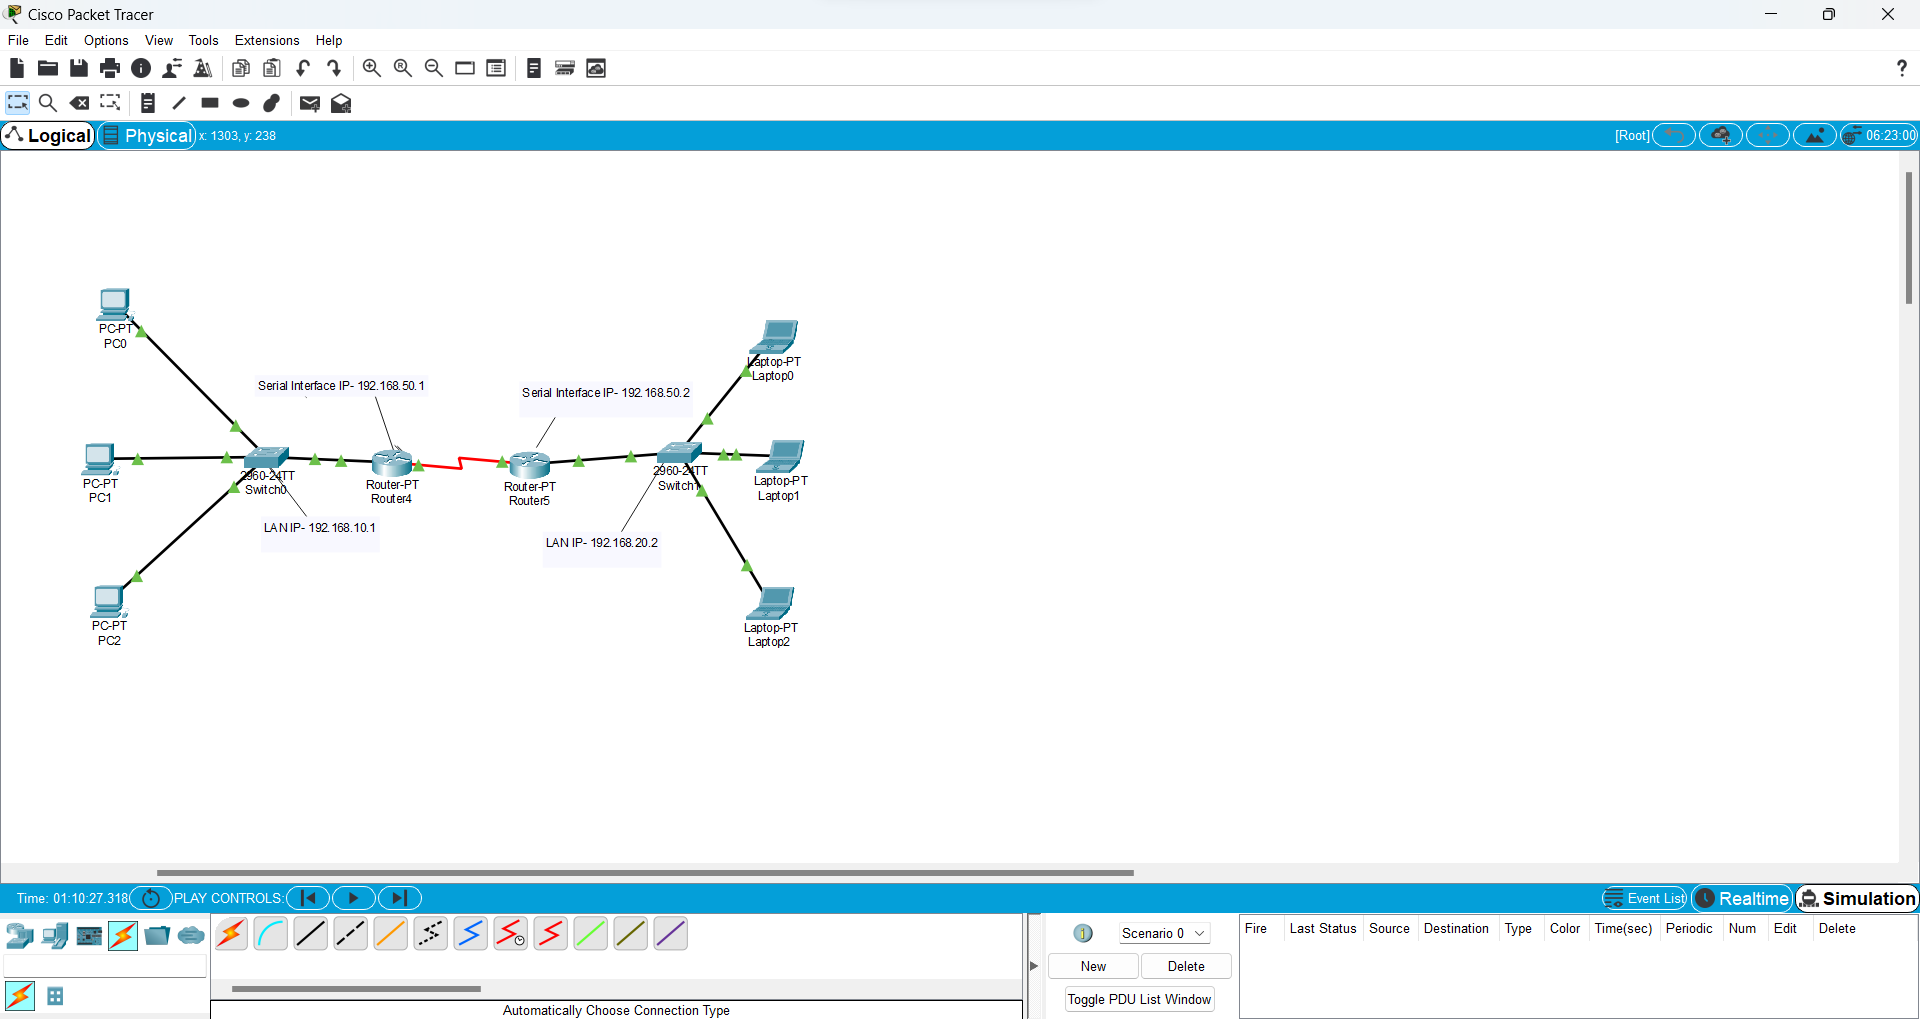 Cisco Packet Tracer
File Edit Options View Tools Extensions Help
?
Logical Physical x: 1303, y: 238 [Root] 06:23:00
PC-PT
PC0
Laptop-PT
Laptop0
Serial Interface IP- 192.168.50.1
Serial Interface IP- 192.168.50.2
PC-PT
PC1
2960-24TT
Switch0
Router-PT
Router4
Router-PT
Router5
2960-24TT
Switch1
Laptop-PT
Laptop1
LAN IP- 192.168.10.1
LAN IP- 192.168.20.2
PC-PT
PC2
Laptop-PT
Laptop2
Time: 01:10:27.318 PLAY CONTROLS: Event List Realtime Simulation
1 Scenario 0
New Delete
Toggle PDU List Window
Fire Last Status Source Destination Type Color Time(sec) Periodic Num Edit Delete
Automatically Choose Connection Type